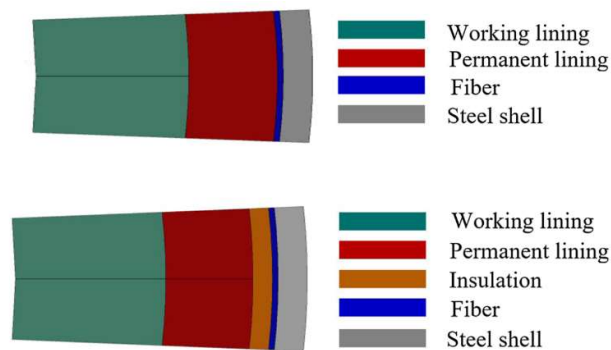 Working lining
Permanent lining
Fiber
Steel shell
Working lining
Permanent lining
Insulation
Fiber
Steel shell